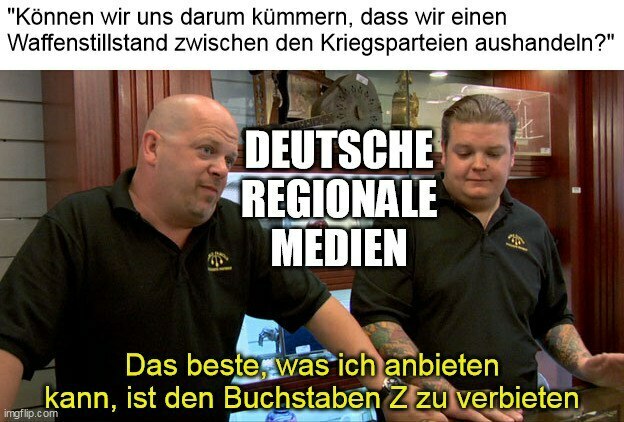 "Können wir uns darum kümmern, dass wir einen
Waffenstillstand zwischen den Kriegsparteien aushandeln?"
DEUTSCHE
REGIONALE
MEDIEN
Das beste, was ich anbieten
kann, ist den Buchstaben Z zu verbieten
imgflip.com